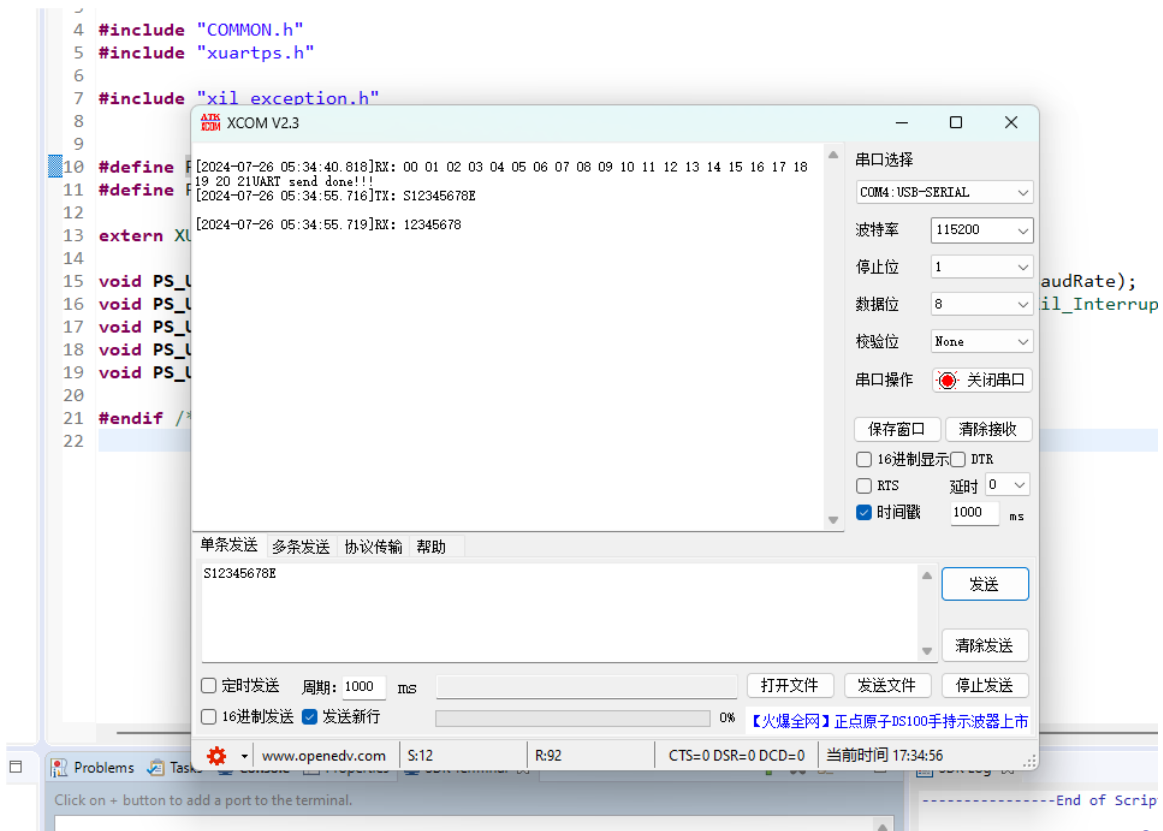 4 #include "COMMON.h"
5 #include "xuartps.h"
6
7 #include "xil_exception.h"
8
9
10 #define
11 #define
12
13 extern
14
15 void PS_ audRate);
16 void PS_ il_Interrup
17 void PS_
18 void PS_
19 void PS_
20
21 #endif /*
22
XCOM V2.3
[2024-07-26 05:34:40.818]RX: 00 01 02 03 04 05 06 07 08 09 10 11 12 13 14 15 16 17 18
19 20 21UART send done!!!
[2024-07-26 05:34:55.716]TX: S12345678E
[2024-07-26 05:34:55.719]RX: 12345678
串口选择
COM4:USB-SERIAL
波特率 115200
停止位 1
数据位 8
校验位 None
串口操作 关闭串口
保存窗口 清除接收
16进制显示 DTR
RTS 延时 0
时间戳 1000 ms
单条发送 多条发送 协议传输 帮助
S12345678E
发送
清除发送
定时发送 周期: 1000 ms 打开文件 发送文件 停止发送
16进制发送 发送新行 0% 【火爆全网】正点原子DS100手持示波器上市
www.openedv.com S:12 R:92 CTS=0 DSR=0 DCD=0 当前时间 17:34:56
Problems Tasks
Click on + button to add a port to the terminal.
----------------End of Scrip